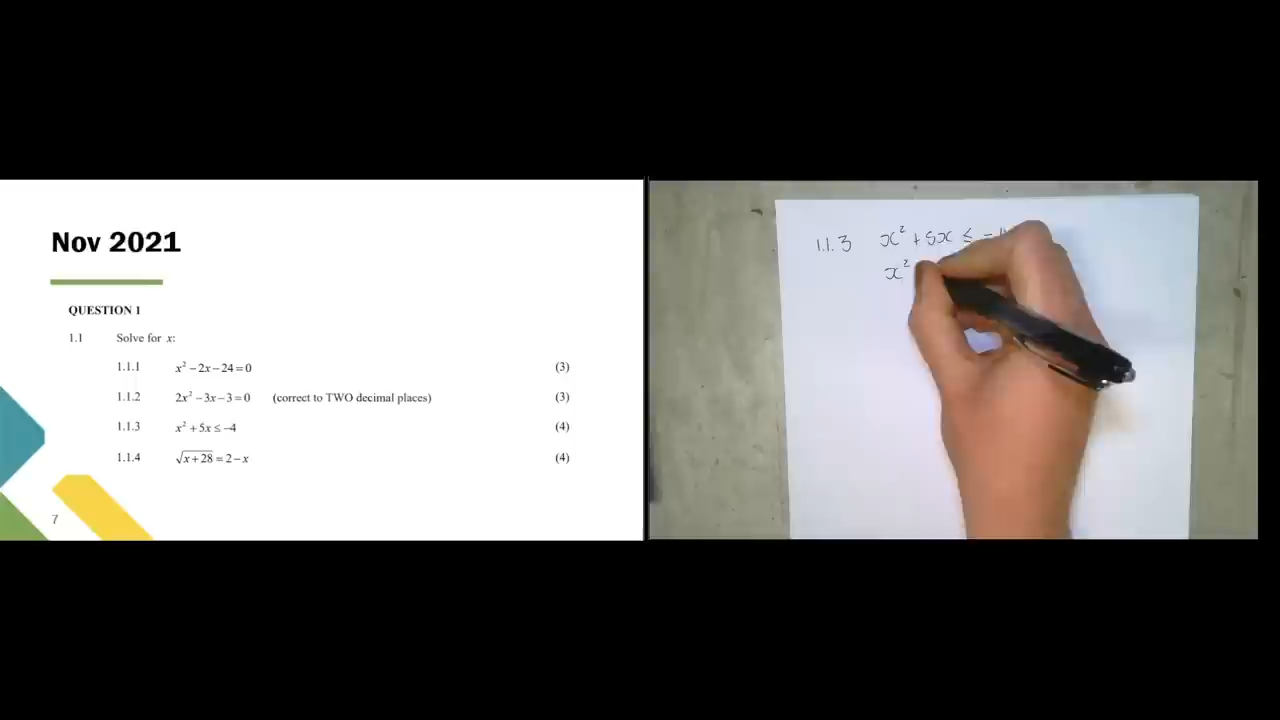 Nov 2021
QUESTION 1
1.1 Solve for x:
1.1.1 x² − 2x − 24 = 0 (3)
1.1.2 2x² − 3x − 3 = 0 (correct to TWO decimal places) (3)
1.1.3 x² + 5x ≤ −4 (4)
1.1.4 √(x + 28) = 2 − x (4)
7
1.1.3 x² + 5x ≤ −
x²